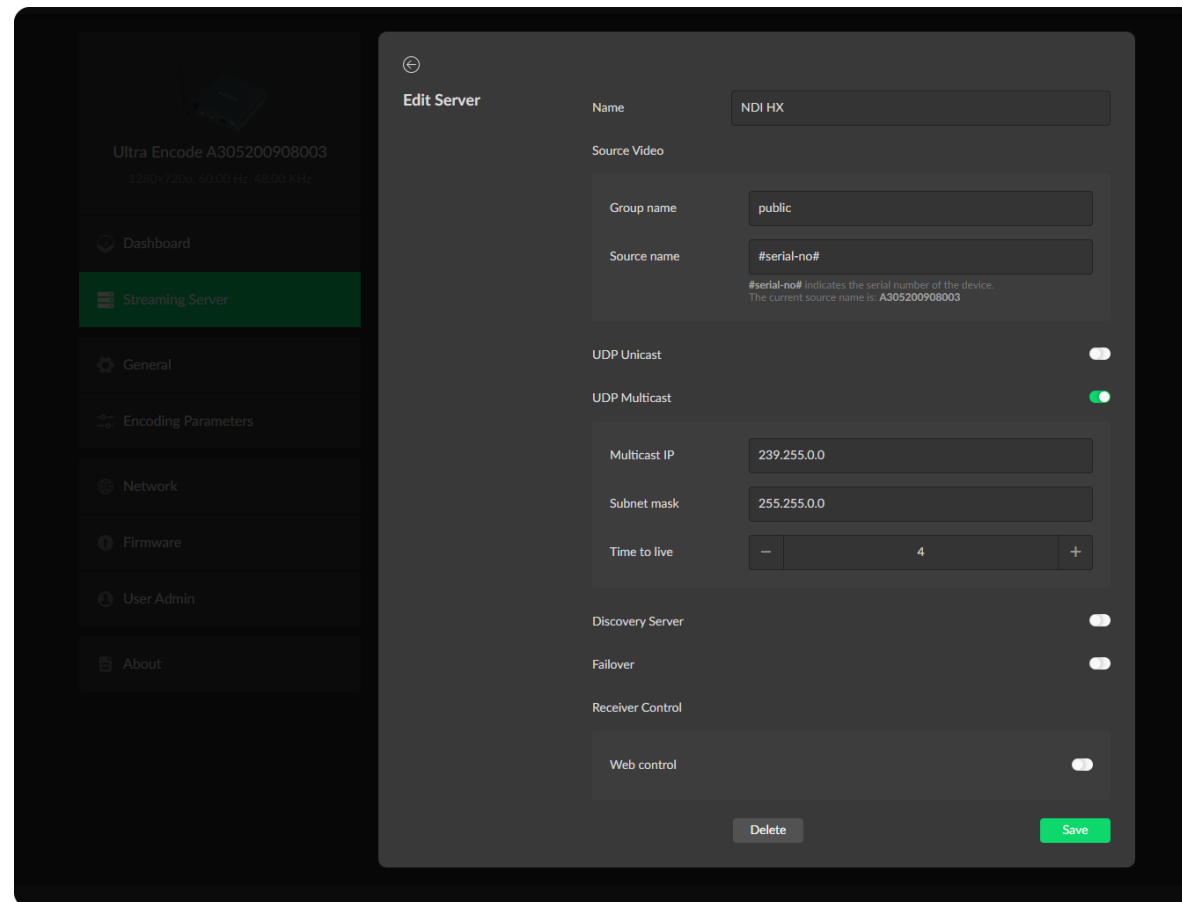 Ultra Encode A305200908003
1280×720p, 60.00 Hz, 48.00 KHz
Dashboard
Streaming Server
General
Encoding Parameters
Network
Firmware
User Admin
About
Edit Server
Name
NDI HX
Source Video
Group name
public
Source name
#serial-no#
#serial-no# indicates the serial number of the device.
The current source name is: A305200908003
UDP Unicast
UDP Multicast
Multicast IP
239.255.0.0
Subnet mask
255.255.0.0
Time to live
− 4 +
Discovery Server
Failover
Receiver Control
Web control
Delete
Save